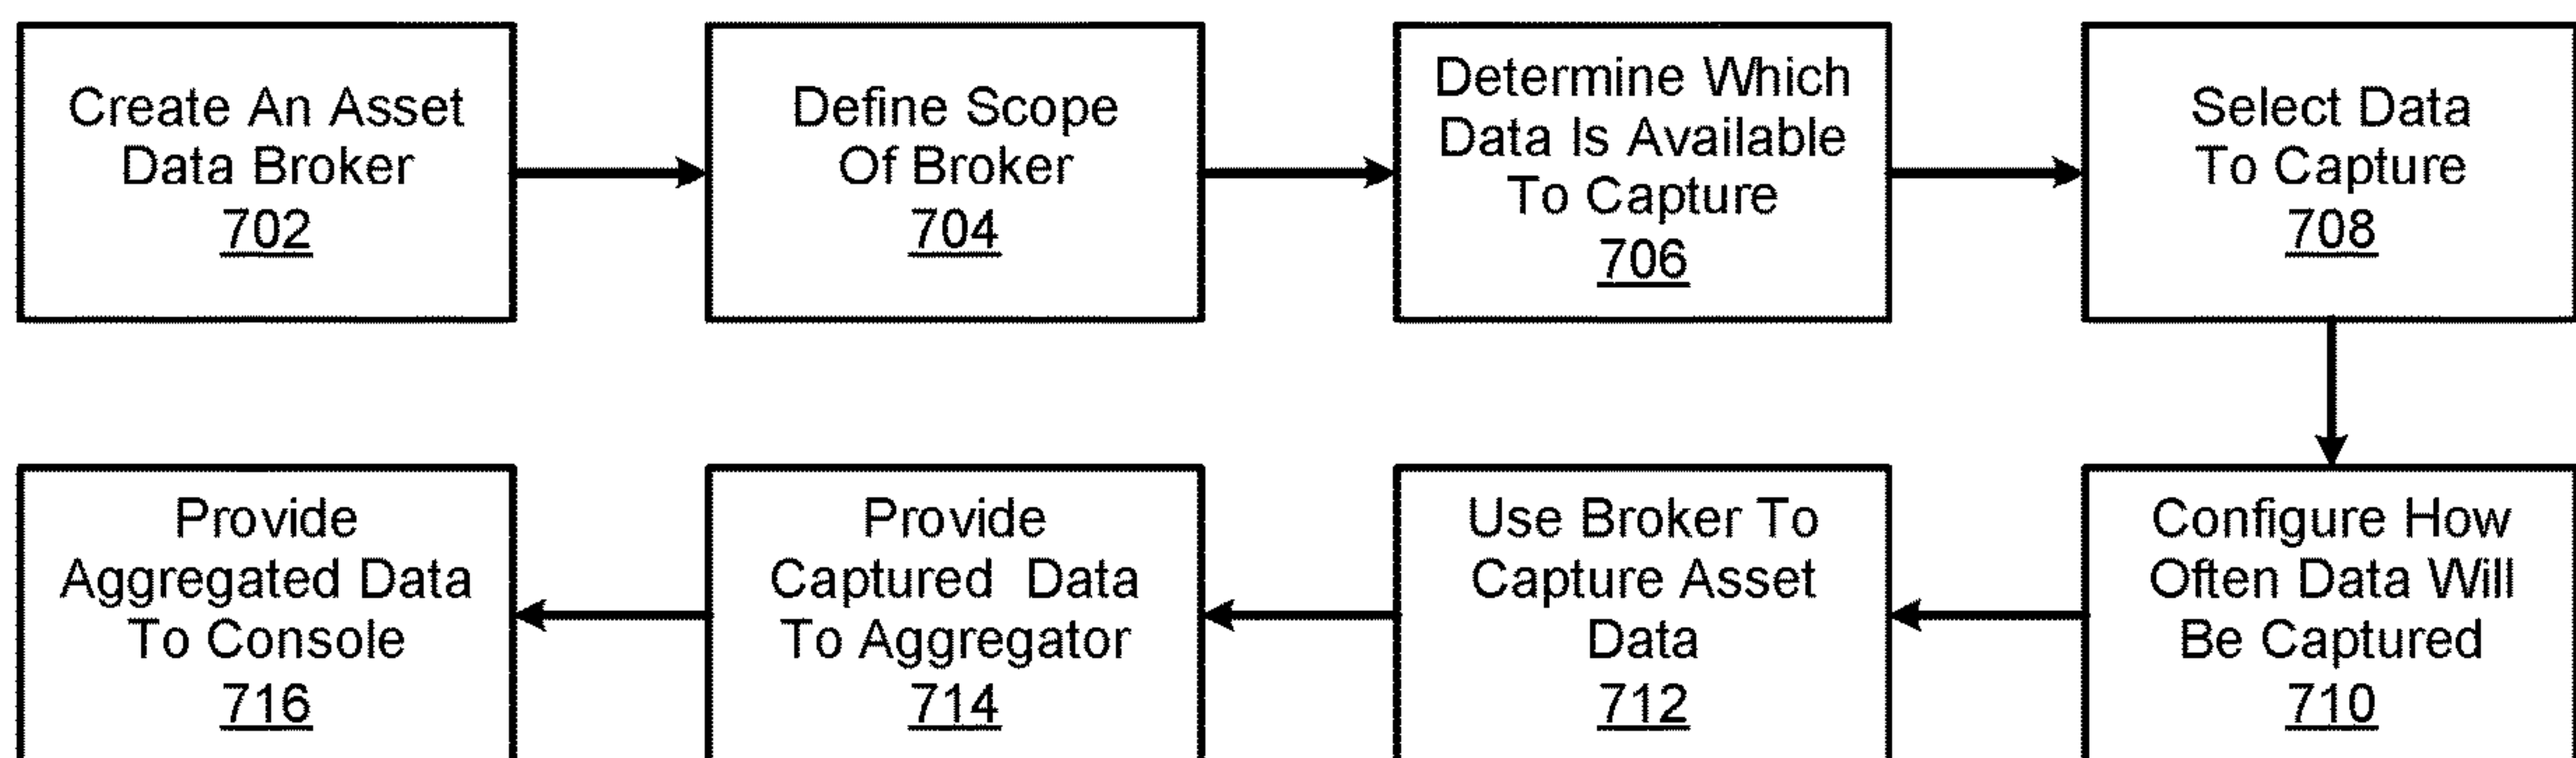 Create An Asset
Data Broker
702
Define Scope
Of Broker
704
Determine Which
Data Is Available
To Capture
706
Select Data
To Capture
708
Configure How
Often Data Will
Be Captured
710
Use Broker To
Capture Asset
Data
712
Provide
Captured Data
To Aggregator
714
Provide
Aggregated Data
To Console
716